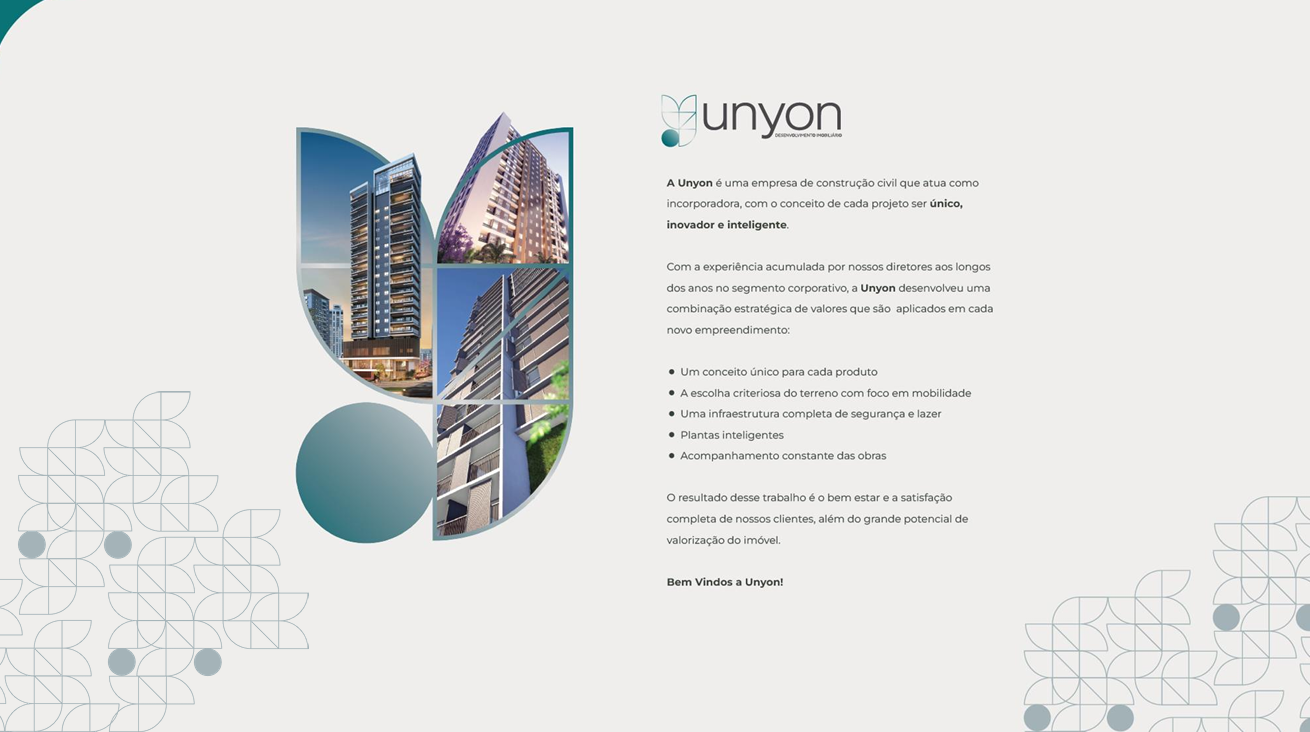 unyon
DESENVOLVIMENTO IMOBILIÁRIO
A Unyon é uma empresa de construção civil que atua como
incorporadora, com o conceito de cada projeto ser único,
inovador e inteligente.
Com a experiência acumulada por nossos diretores aos longos
dos anos no segmento corporativo, a Unyon desenvolveu uma
combinação estratégica de valores que são  aplicados em cada
novo empreendimento:
● Um conceito único para cada produto
● A escolha criteriosa do terreno com foco em mobilidade
● Uma infraestrutura completa de segurança e lazer
● Plantas inteligentes
● Acompanhamento constante das obras
O resultado desse trabalho é o bem estar e a satisfação
completa de nossos clientes, além do grande potencial de
valorização do imóvel.
Bem Vindos a Unyon!